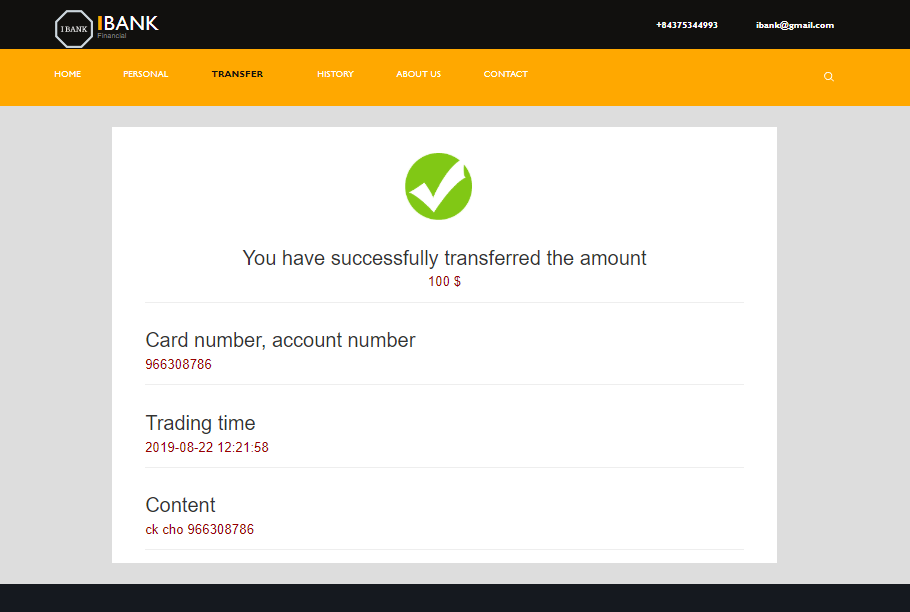 I BANK
IBANK
Financial
+84375344993
ibank@gmail.com
HOME
PERSONAL
TRANSFER
HISTORY
ABOUT US
CONTACT
You have successfully transferred the amount
100 $
Card number, account number
966308786
Trading time
2019-08-22 12:21:58
Content
ck cho 966308786